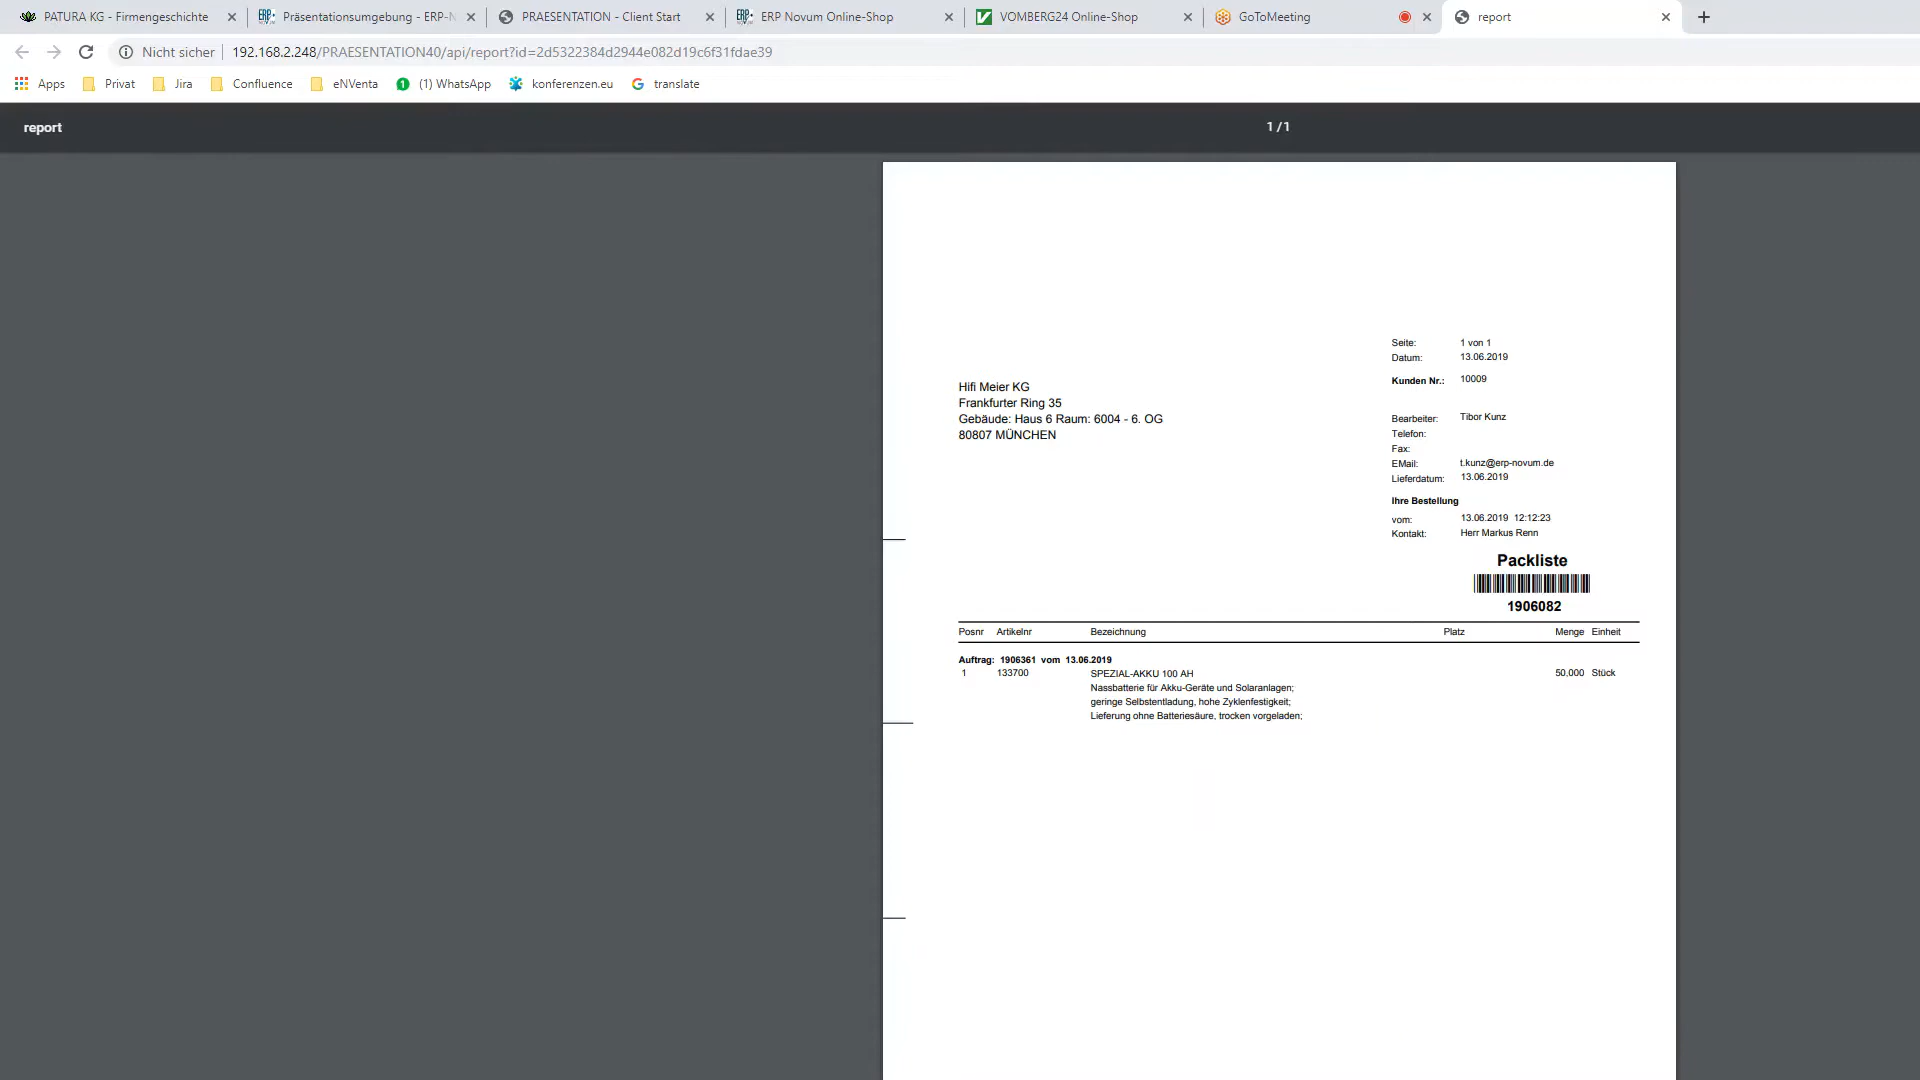 PATURA KG - Firmengeschichte
Präsentationsumgebung - ERP-N
PRAESENTATION - Client Start
ERP Novum Online-Shop
VOMBERG24 Online-Shop
GoToMeeting
report
Nicht sicher
192.168.2.248/PRAESENTATION40/api/report?id=2d5322384d2944e082d19c6f31fdae39
Apps
Privat
Jira
Confluence
eNVenta
(1) WhatsApp
konferenzen.eu
translate
report
1 / 1
Seite: 1 von 1
Datum: 13.06.2019
Kunden Nr.: 10009
Hifi Meier KG
Frankfurter Ring 35
Gebäude: Haus 6 Raum: 6004 - 6. OG
80807 MÜNCHEN
Bearbeiter: Tibor Kunz
Telefon:
Fax:
EMail: t.kunz@erp-novum.de
Lieferdatum: 13.06.2019
Ihre Bestellung
vom: 13.06.2019 12:12:23
Kontakt: Herr Markus Renn
Packliste
1906082
Posnr Artikelnr Bezeichnung Platz Menge Einheit
Auftrag: 1906361 vom 13.06.2019
1 133700 SPEZIAL-AKKU 100 AH 50,000 Stück
Nassbatterie für Akku-Geräte und Solaranlagen;
geringe Selbstentladung, hohe Zyklenfestigkeit;
Lieferung ohne Batteriesäure, trocken vorgeladen;